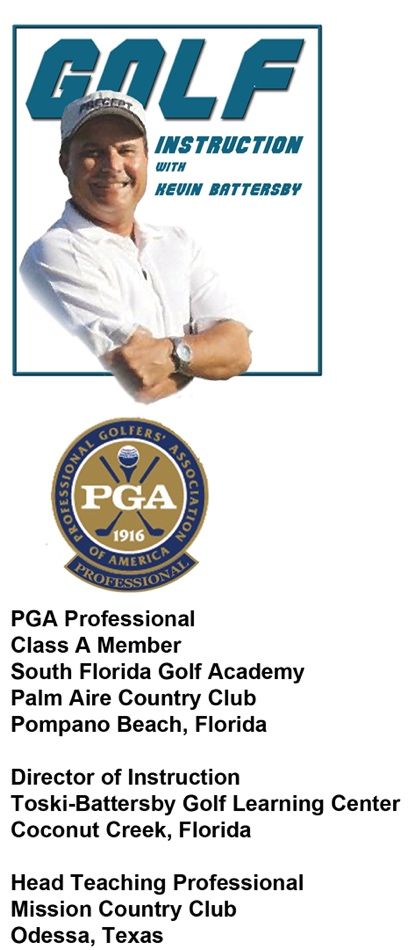 GOLF
PRECEPT
INSTRUCTION
WITH
KEVIN BATTERSBY
PROFESSIONAL GOLFERS' ASSOCIATION
OF AMERICA
PGA
1916
PROFESSIONAL
PGA Professional
Class A Member
South Florida Golf Academy
Palm Aire Country Club
Pompano Beach, Florida
Director of Instruction
Toski-Battersby Golf Learning Center
Coconut Creek, Florida
Head Teaching Professional
Mission Country Club
Odessa, Texas